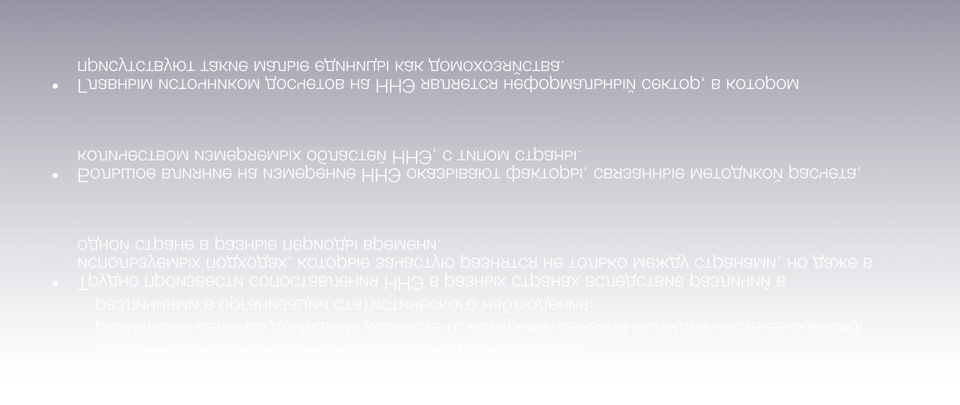 размерами сектора домашних хозяйств (с которыми связана большая часть ее оценок);
- различиями в организации статистического наблюдения.
• Трудно произвести сопоставления ННЭ в разных странах вследствие различий в
используемых подходах, которые зачастую разнятся не только между странами, но даже в
одной стране в разные периоды времени.
• Большое влияние на измерение ННЭ оказывают факторы, связанные методикой расчета,
количеством измеряемых областей ННЭ, с типом страны.
• Главным источником досчетов на ННЭ является неформальный сектор, в котором
присутствуют такие малые единицы как домохозяйства.